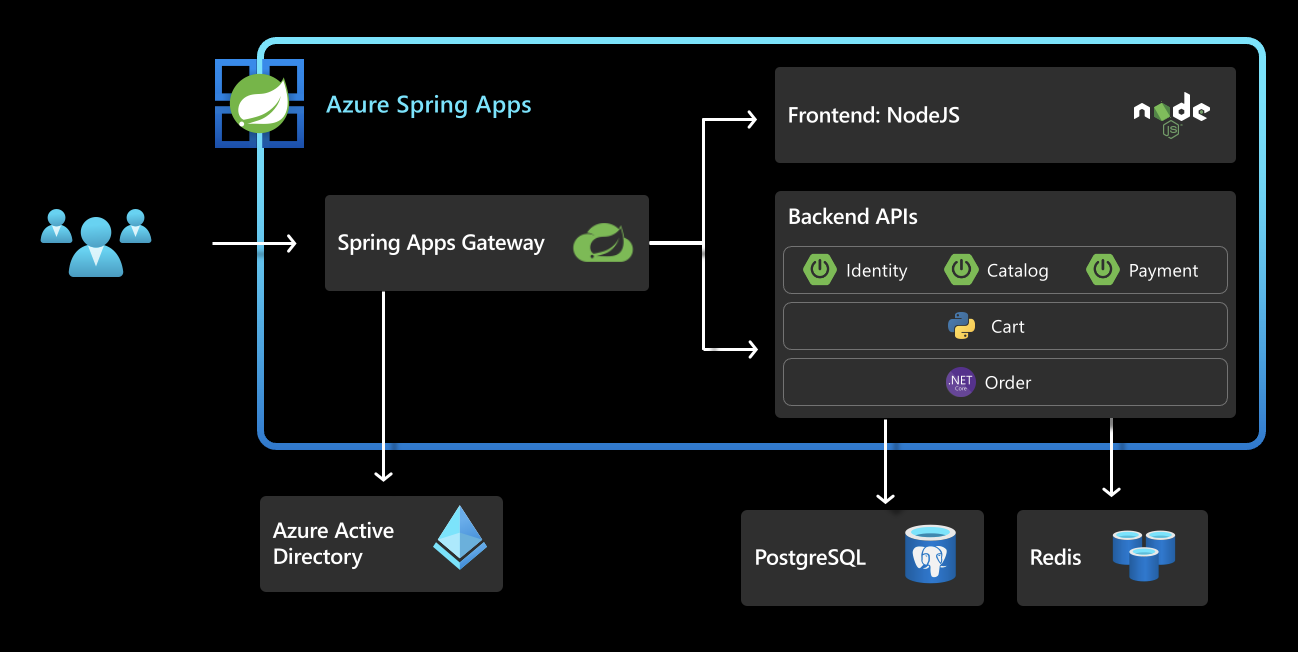 Azure Spring Apps
Frontend: NodeJS
node
JS
Spring Apps Gateway
Backend APIs
Identity
Catalog
Payment
Cart
.NET
Core
Order
Azure Active
Directory
PostgreSQL
Redis